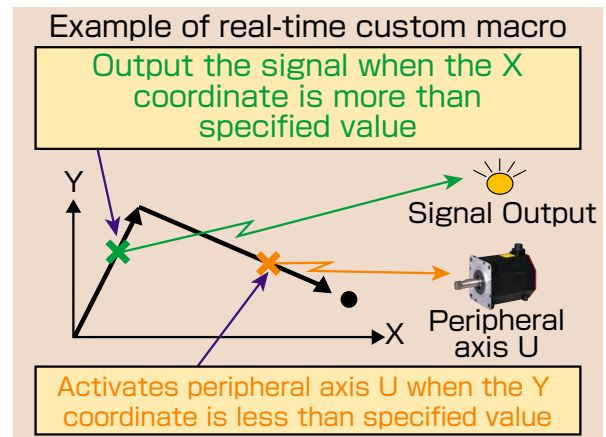 Example of real-time custom macro
Output the signal when the X
coordinate is more than
specified value
Y
Signal Output
X
Peripheral
axis U
Activates peripheral axis U when the Y
coordinate is less than specified value